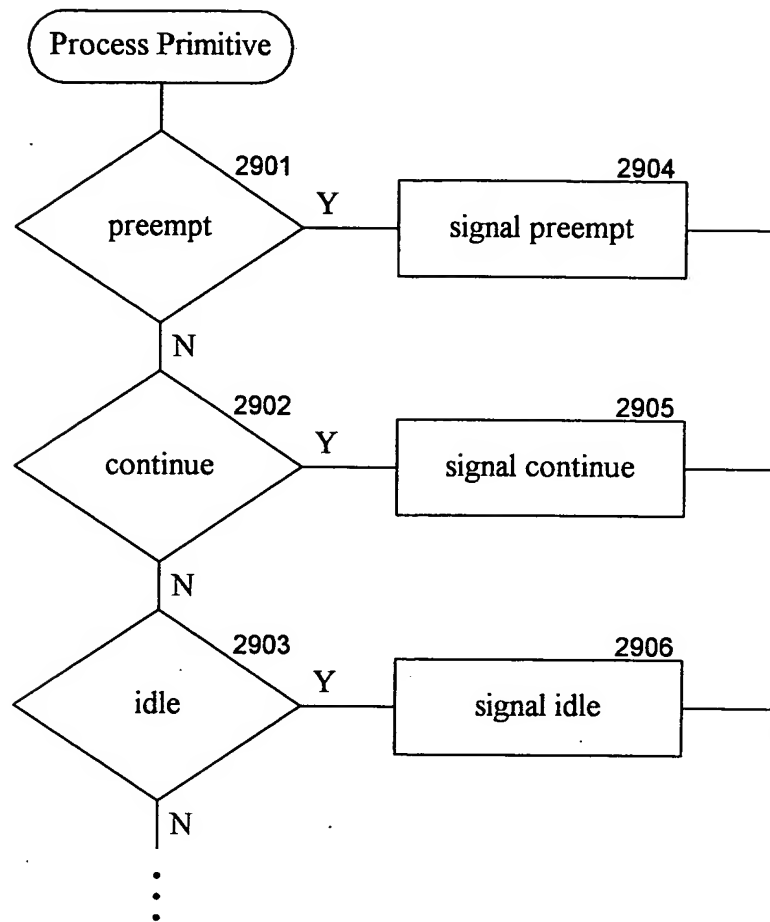 Process Primitive
2901
preempt
Y
2904
signal preempt
N
2902
continue
Y
2905
signal continue
N
2903
idle
Y
2906
signal idle
N